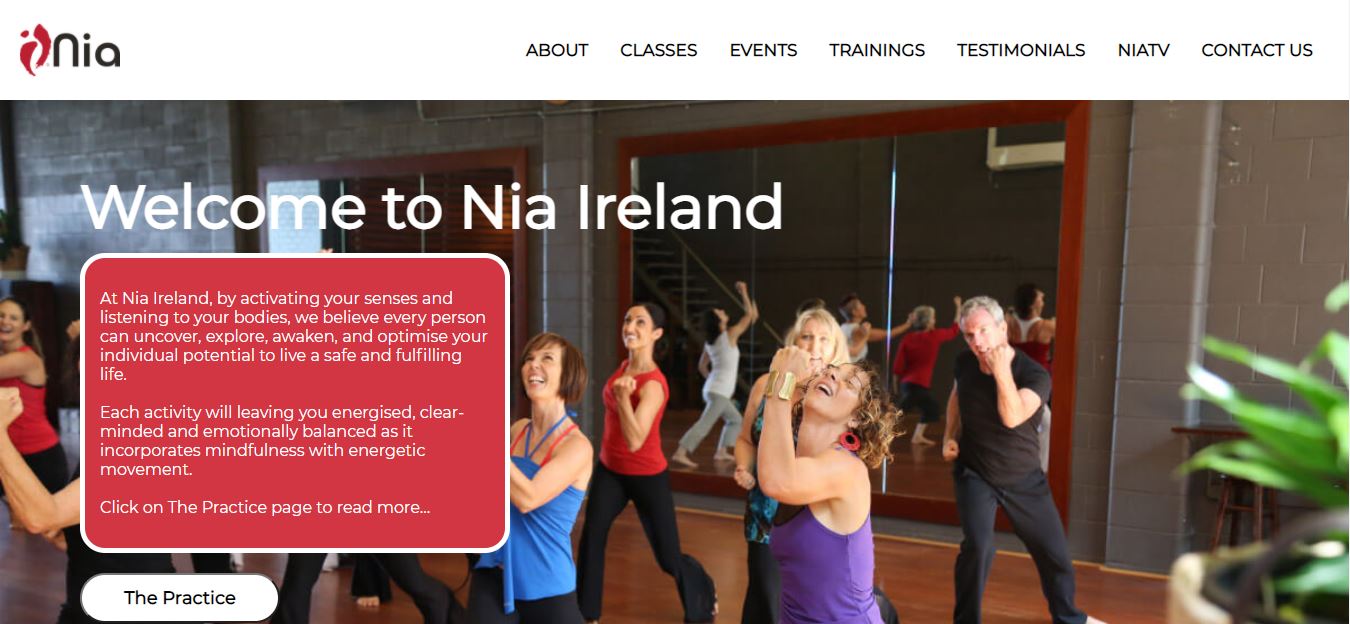 Nia
ABOUT CLASSES EVENTS TRAININGS TESTIMONIALS NIATV CONTACT US
Welcome to Nia Ireland
At Nia Ireland, by activating your senses and
listening to your bodies, we believe every person
can uncover, explore, awaken, and optimise your
individual potential to live a safe and fulfilling
life.
Each activity will leaving you energised, clear-
minded and emotionally balanced as it
incorporates mindfulness with energetic
movement.
Click on The Practice page to read more...
The Practice